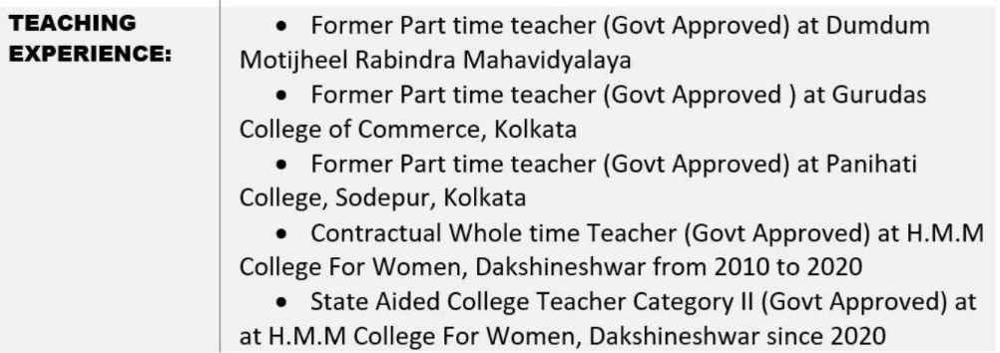 TEACHING
EXPERIENCE:
• Former Part time teacher (Govt Approved) at Dumdum
Motijheel Rabindra Mahavidyalaya
• Former Part time teacher (Govt Approved ) at Gurudas
College of Commerce, Kolkata
• Former Part time teacher (Govt Approved) at Panihati
College, Sodepur, Kolkata
• Contractual Whole time Teacher (Govt Approved) at H.M.M
College For Women, Dakshineshwar from 2010 to 2020
• State Aided College Teacher Category II (Govt Approved) at
at H.M.M College For Women, Dakshineshwar since 2020